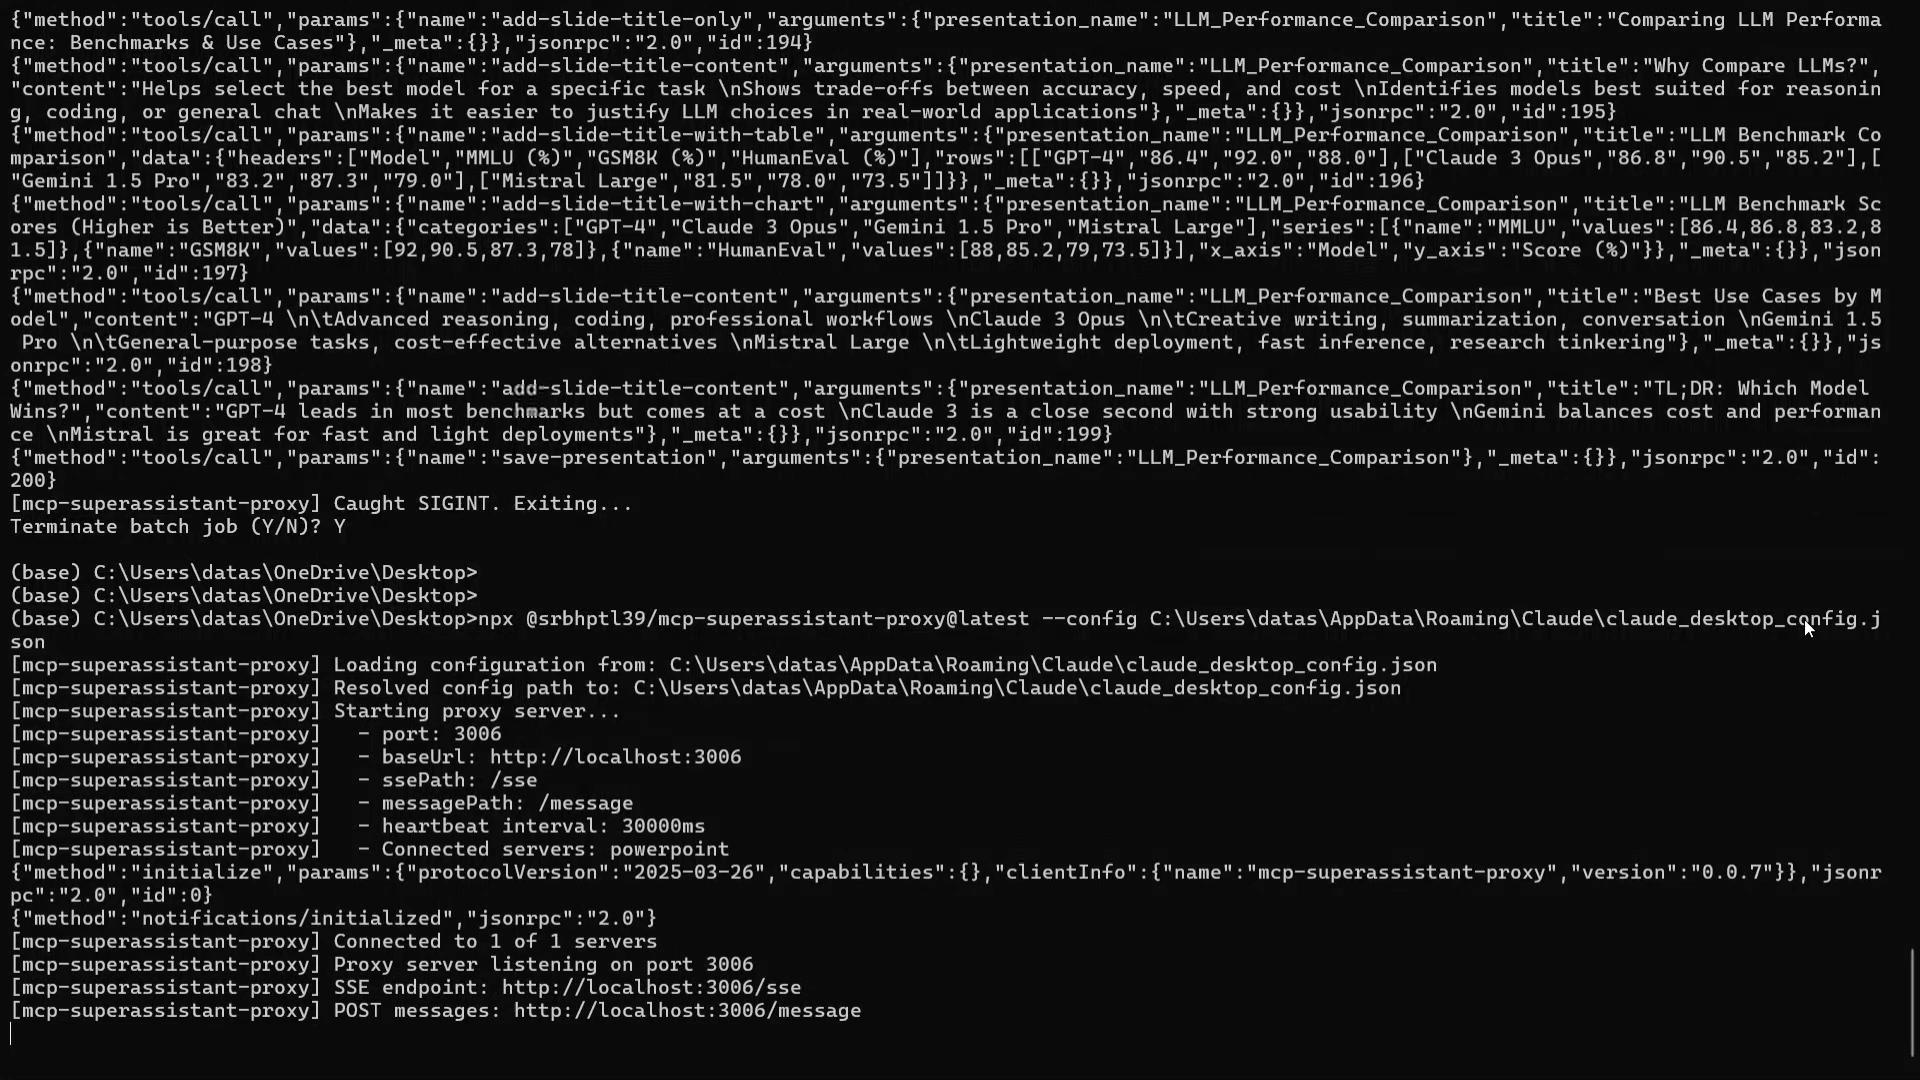 {"method":"tools/call","params":{"name":"add-slide-title-only","arguments":{"presentation_name":"LLM_Performance_Comparison","title":"Comparing LLM Performa
nce: Benchmarks & Use Cases"},"_meta":{}},"jsonrpc":"2.0","id":194}
{"method":"tools/call","params":{"name":"add-slide-title-content","arguments":{"presentation_name":"LLM_Performance_Comparison","title":"Why Compare LLMs?",
"content":"Helps select the best model for a specific task \nShows trade-offs between accuracy, speed, and cost \nIdentifies models best suited for reasonin
g, coding, or general chat \nMakes it easier to justify LLM choices in real-world applications"},"_meta":{}},"jsonrpc":"2.0","id":195}
{"method":"tools/call","params":{"name":"add-slide-title-with-table","arguments":{"presentation_name":"LLM_Performance_Comparison","title":"LLM Benchmark Co
mparison","data":{"headers":["Model","MMLU (%)","GSM8K (%)","HumanEval (%)"],"rows":[["GPT-4","86.4","92.0","88.0"],["Claude 3 Opus","86.8","90.5","85.2"],[
"Gemini 1.5 Pro","83.2","87.3","79.0"],["Mistral Large","81.5","78.0","73.5"]]}},"_meta":{}},"jsonrpc":"2.0","id":196}
{"method":"tools/call","params":{"name":"add-slide-title-with-chart","arguments":{"presentation_name":"LLM_Performance_Comparison","title":"LLM Benchmark Sc
ores (Higher is Better)","data":{"categories":["GPT-4","Claude 3 Opus","Gemini 1.5 Pro","Mistral Large"],"series":[{"name":"MMLU","values":[86.4,86.8,83.2,8
1.5]},{"name":"GSM8K","values":[92,90.5,87.3,78]},{"name":"HumanEval","values":[88,85.2,79,73.5]}],"x_axis":"Model","y_axis":"Score (%)"}},"_meta":{}},"json
rpc":"2.0","id":197}
{"method":"tools/call","params":{"name":"add-slide-title-content","arguments":{"presentation_name":"LLM_Performance_Comparison","title":"Best Use Cases by M
odel","content":"GPT-4 \n\tAdvanced reasoning, coding, professional workflows \nClaude 3 Opus \n\tCreative writing, summarization, conversation \nGemini 1.5
 Pro \n\tGeneral-purpose tasks, cost-effective alternatives \nMistral Large \n\tLightweight deployment, fast inference, research tinkering"},"_meta":{}},"js
onrpc":"2.0","id":198}
{"method":"tools/call","params":{"name":"add-slide-title-content","arguments":{"presentation_name":"LLM_Performance_Comparison","title":"TL;DR: Which Model
Wins?","content":"GPT-4 leads in most benchmarks but comes at a cost \nClaude 3 is a close second with strong usability \nGemini balances cost and performan
ce \nMistral is great for fast and light deployments"},"_meta":{}},"jsonrpc":"2.0","id":199}
{"method":"tools/call","params":{"name":"save-presentation","arguments":{"presentation_name":"LLM_Performance_Comparison"},"_meta":{}},"jsonrpc":"2.0","id":
200}
[mcp-superassistant-proxy] Caught SIGINT. Exiting...
Terminate batch job (Y/N)? Y
(base) C:\Users\datas\OneDrive\Desktop>
(base) C:\Users\datas\OneDrive\Desktop>
(base) C:\Users\datas\OneDrive\Desktop>npx @srbhptl39/mcp-superassistant-proxy@latest --config C:\Users\datas\AppData\Roaming\Claude\claude_desktop_config.j
son
[mcp-superassistant-proxy] Loading configuration from: C:\Users\datas\AppData\Roaming\Claude\claude_desktop_config.json
[mcp-superassistant-proxy] Resolved config path to: C:\Users\datas\AppData\Roaming\Claude\claude_desktop_config.json
[mcp-superassistant-proxy] Starting proxy server...
[mcp-superassistant-proxy]   - port: 3006
[mcp-superassistant-proxy]   - baseUrl: http://localhost:3006
[mcp-superassistant-proxy]   - ssePath: /sse
[mcp-superassistant-proxy]   - messagePath: /message
[mcp-superassistant-proxy]   - heartbeat interval: 30000ms
[mcp-superassistant-proxy]   - Connected servers: powerpoint
{"method":"initialize","params":{"protocolVersion":"2025-03-26","capabilities":{},"clientInfo":{"name":"mcp-superassistant-proxy","version":"0.0.7"}},"jsonr
pc":"2.0","id":0}
{"method":"notifications/initialized","jsonrpc":"2.0"}
[mcp-superassistant-proxy] Connected to 1 of 1 servers
[mcp-superassistant-proxy] Proxy server listening on port 3006
[mcp-superassistant-proxy] SSE endpoint: http://localhost:3006/sse
[mcp-superassistant-proxy] POST messages: http://localhost:3006/message